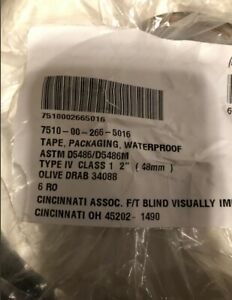 7510002665016
7510-00-266-5016
TAPE, PACKAGING, WATERPROOF
ASTM D5486/D5486M
TYPE IV CLASS 1 2" (48mm)
OLIVE DRAB 34088
6 RO
CINCINNATI ASSOC. F/T BLIND VISUALLY IM
CINCINNATI OH 45202- 1490